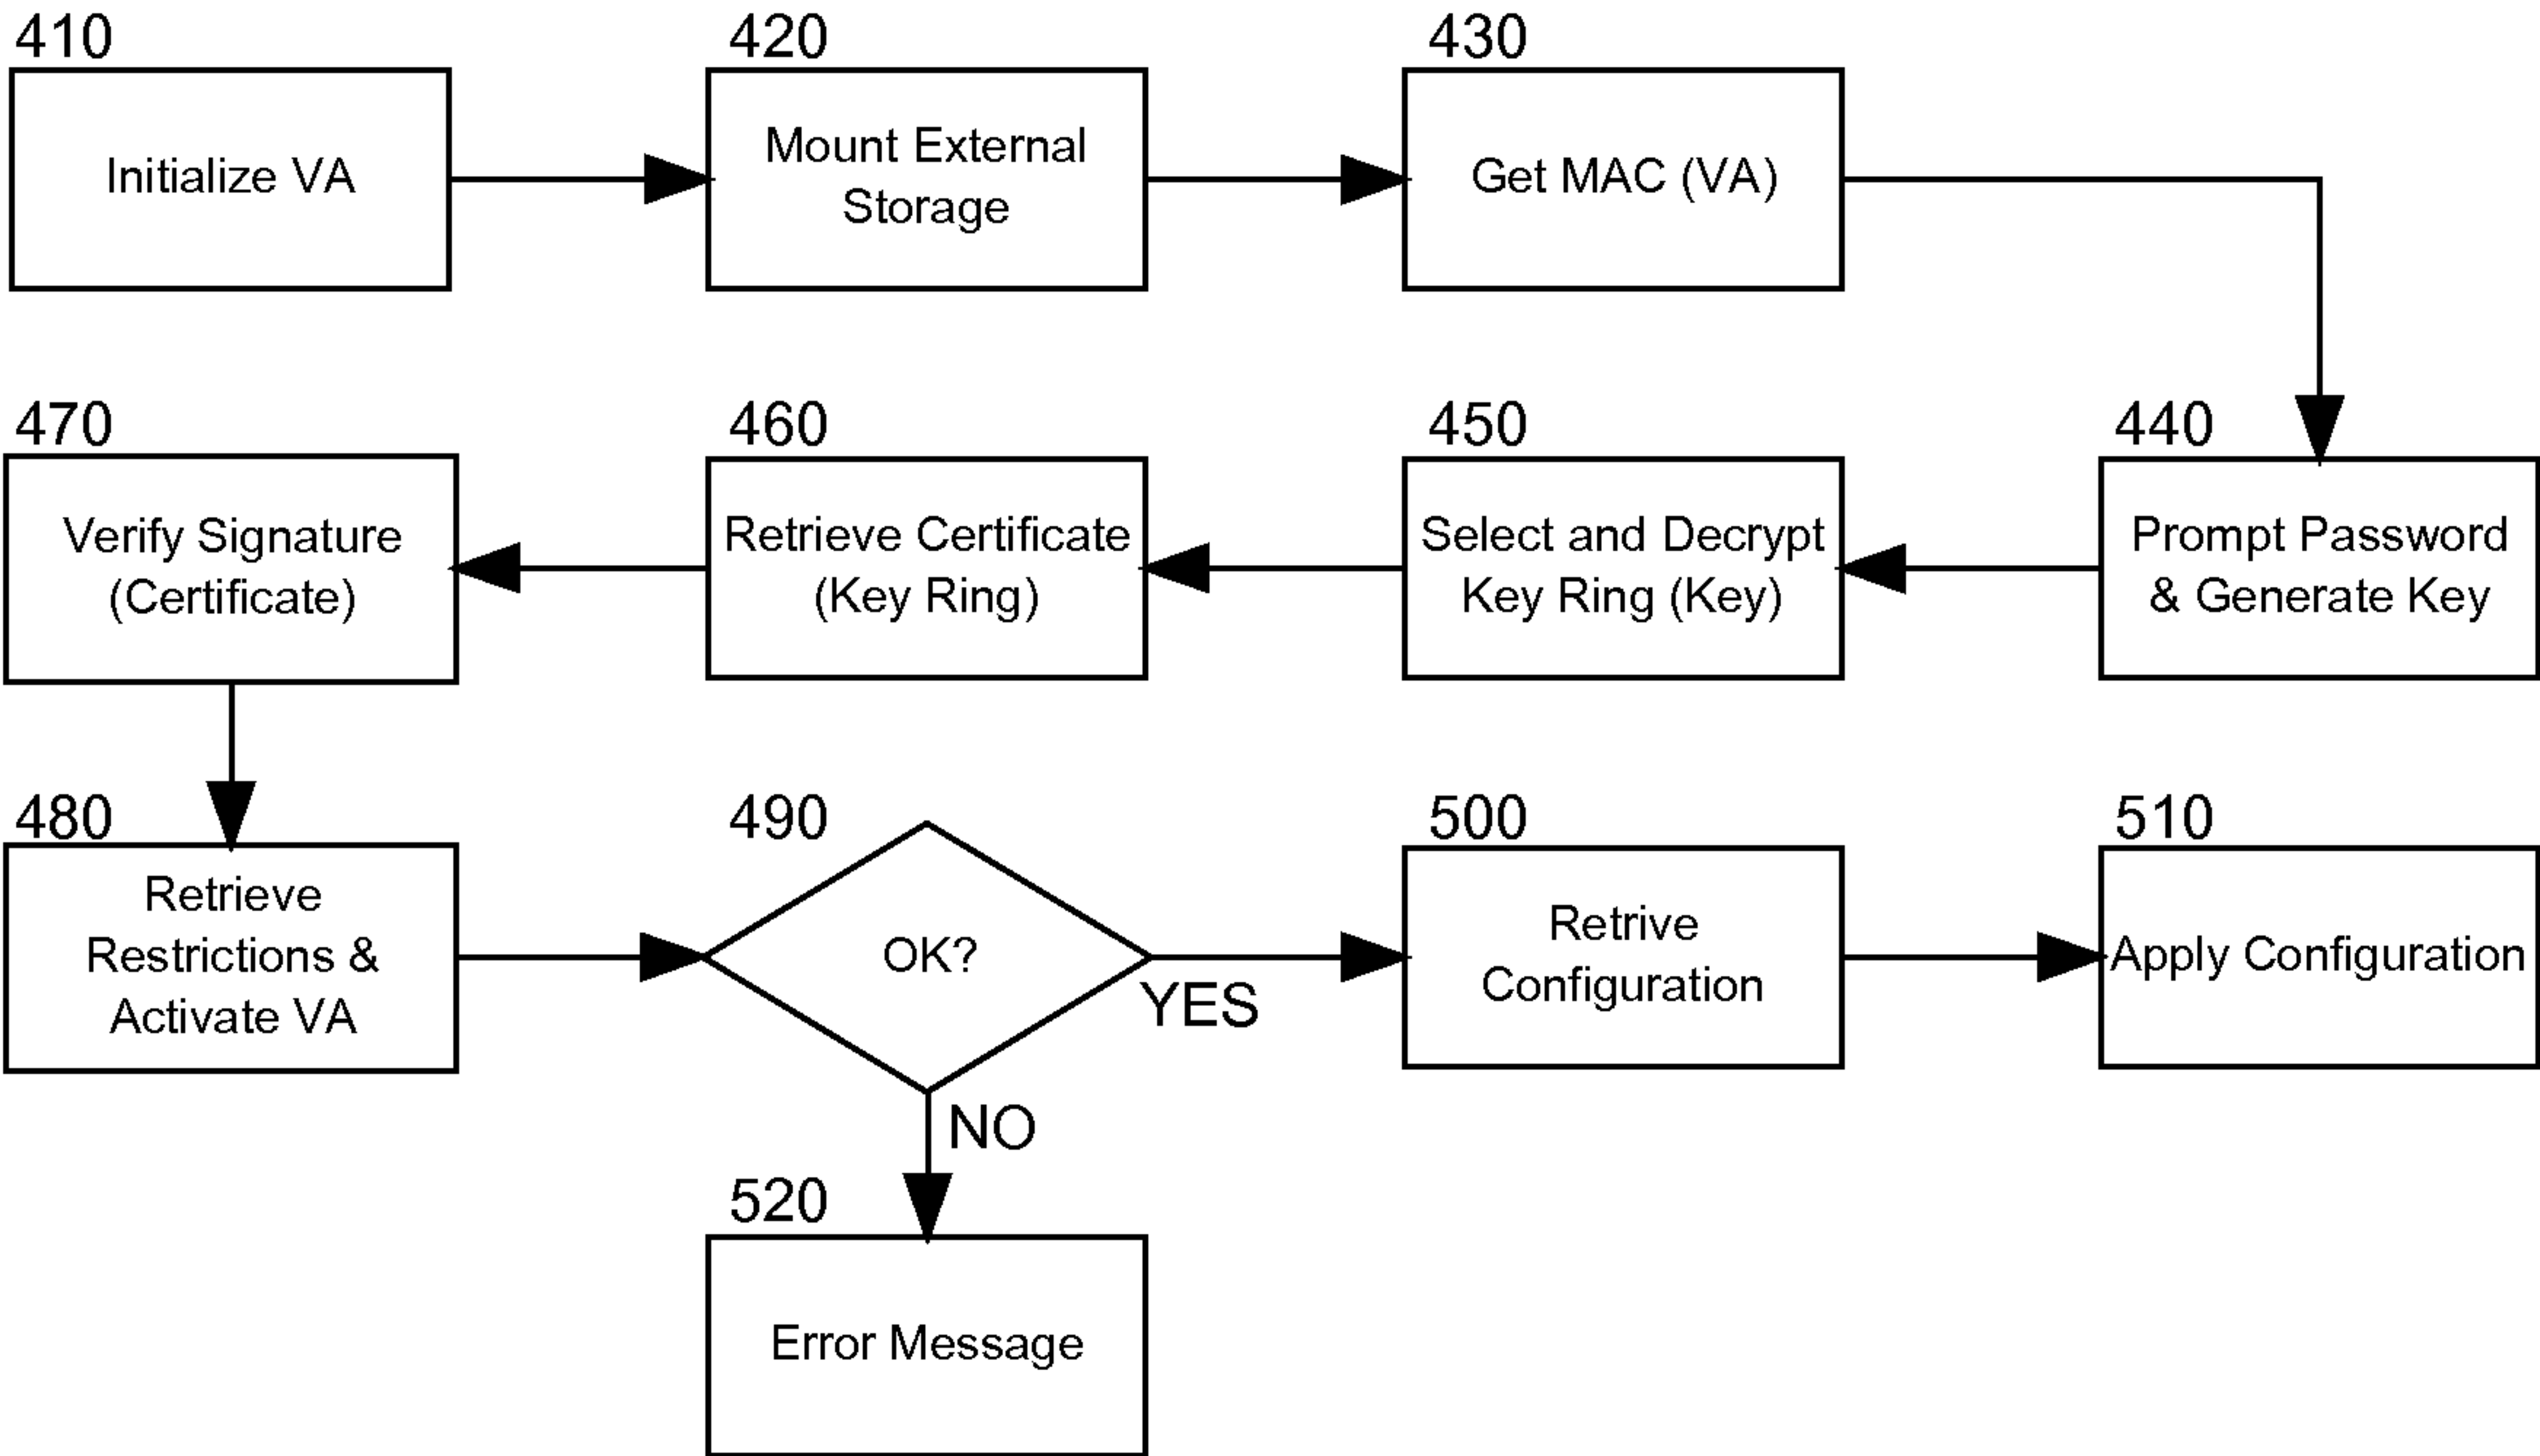 410
Initialize VA
420
Mount External
Storage
430
Get MAC (VA)
440
Prompt Password
& Generate Key
450
Select and Decrypt
Key Ring (Key)
460
Retrieve Certificate
(Key Ring)
470
Verify Signature
(Certificate)
480
Retrieve
Restrictions &
Activate VA
490
OK?
YES
NO
500
Retrive
Configuration
510
Apply Configuration
520
Error Message